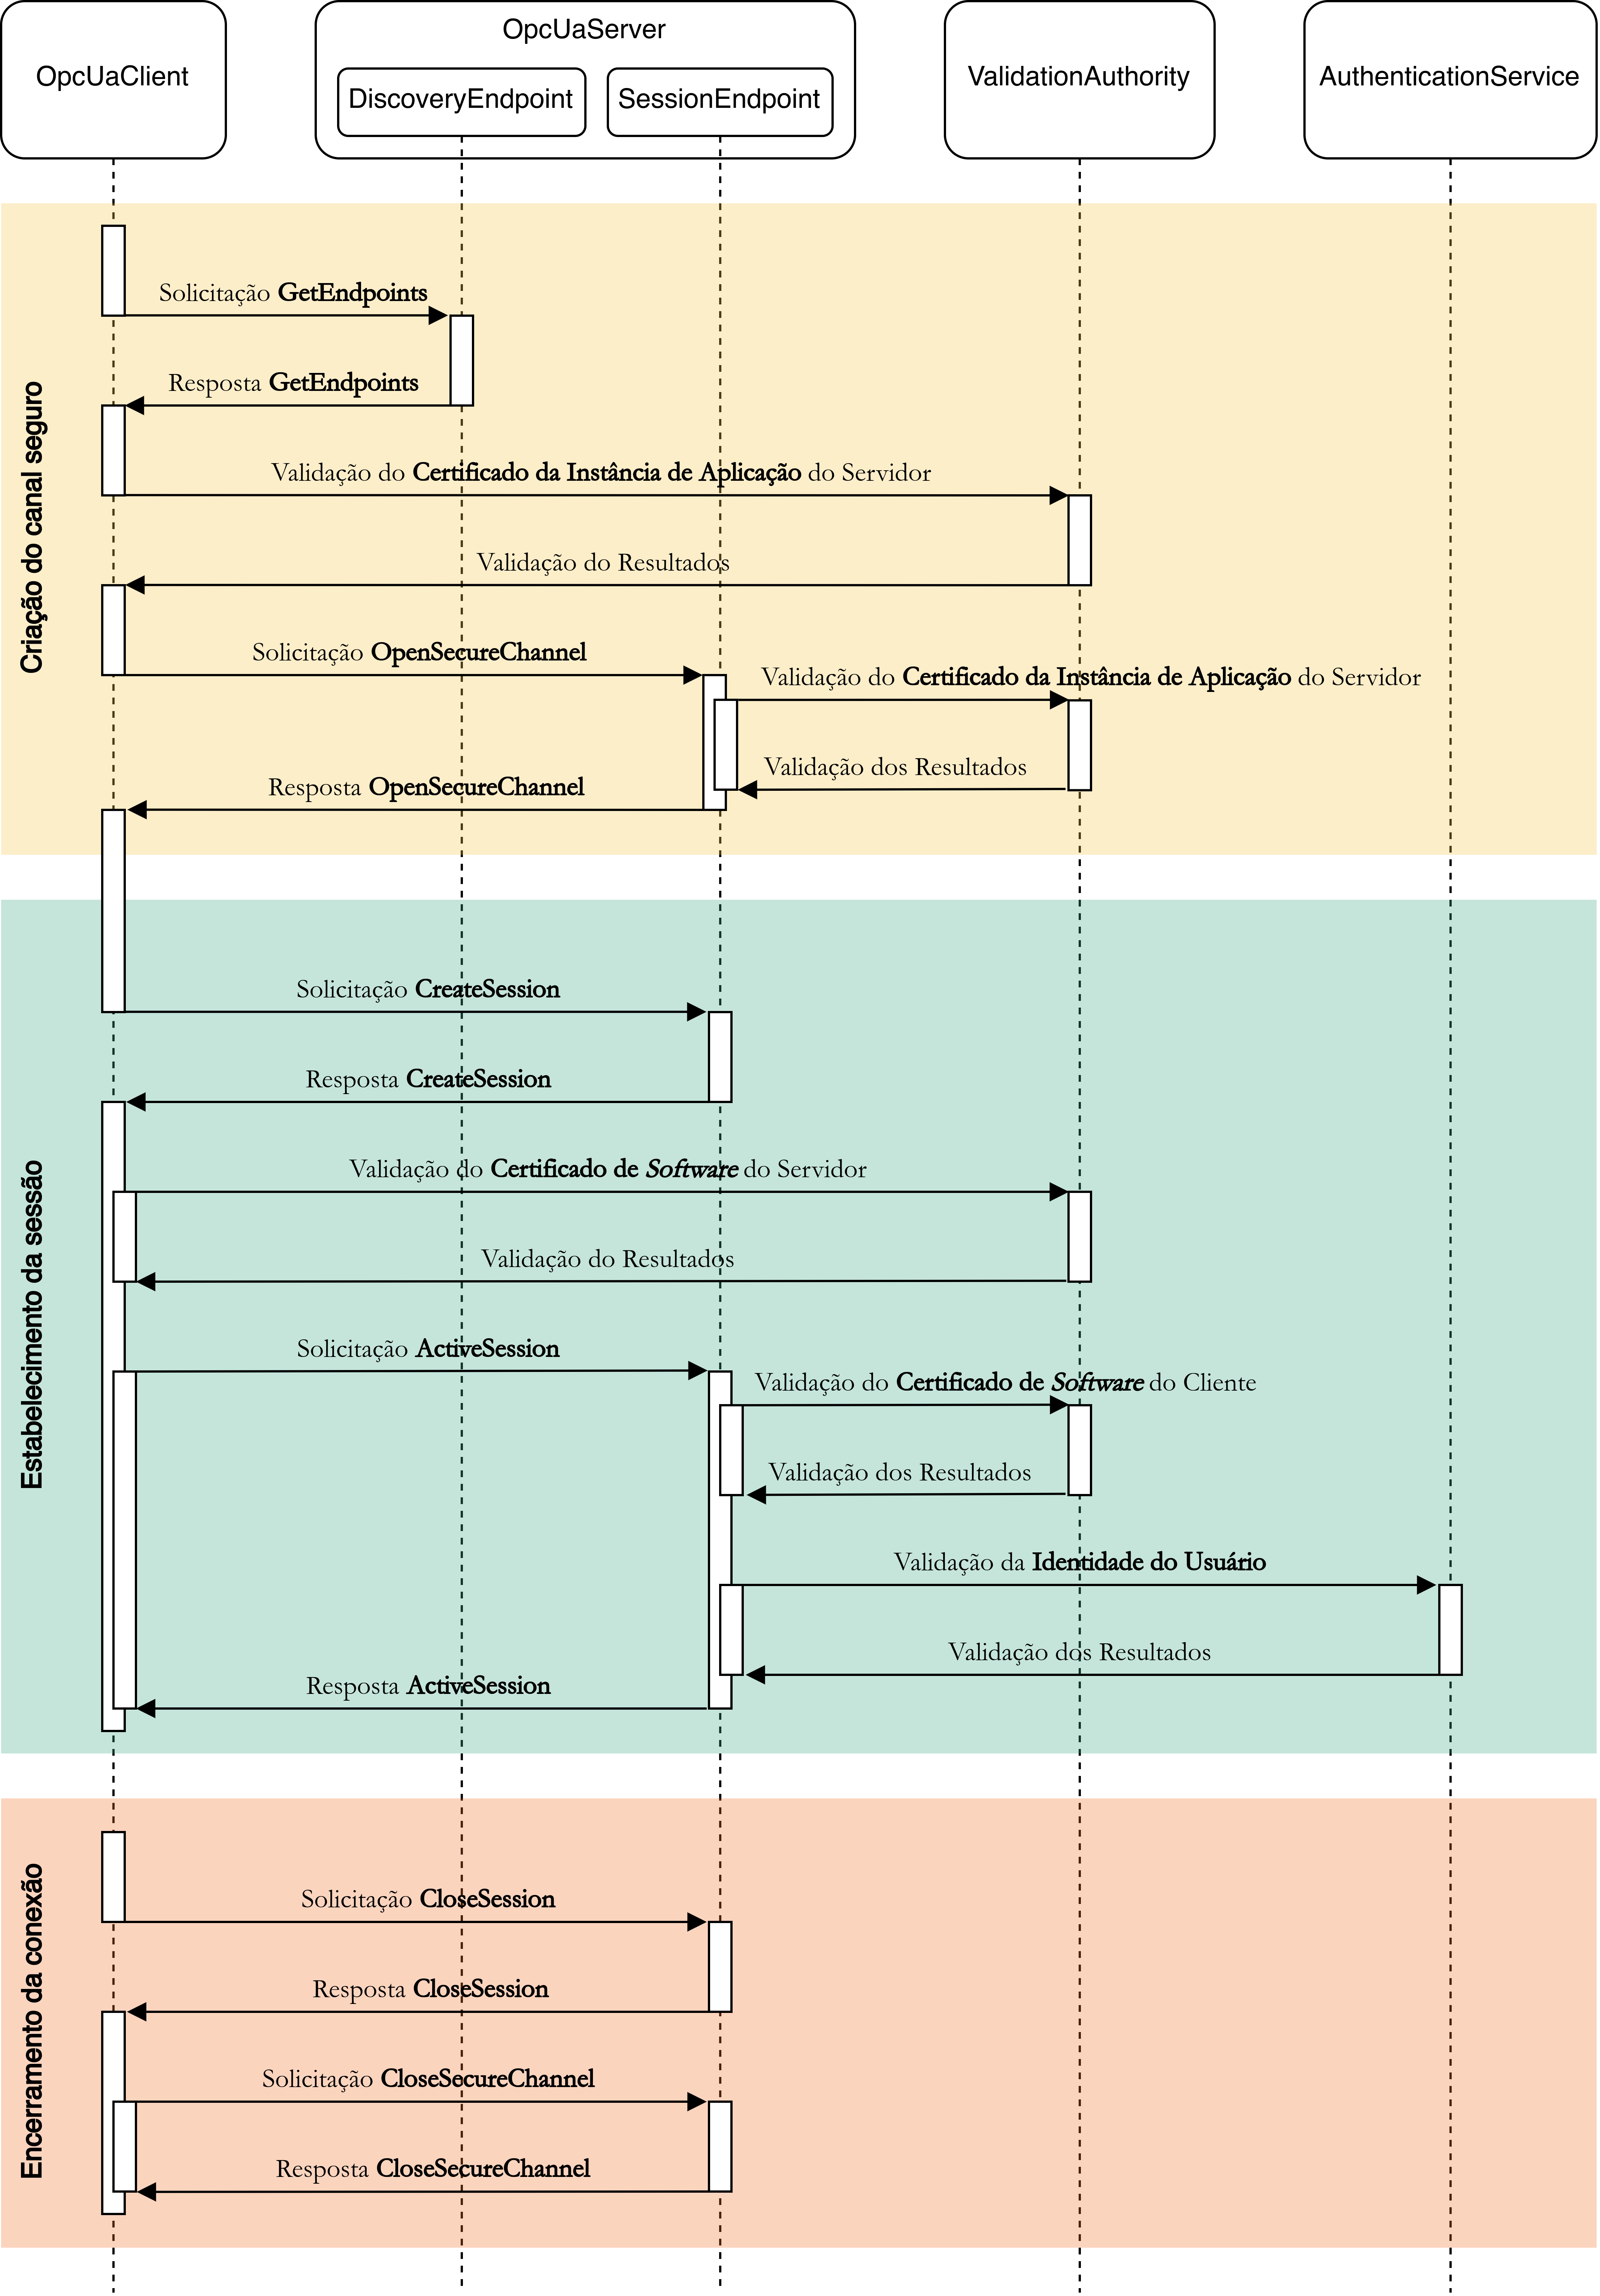 OpcUaClient
OpcUaServer
DiscoveryEndpoint
SessionEndpoint
ValidationAuthority
AuthenticationService
Criação do canal seguro
Solicitação GetEndpoints
Resposta GetEndpoints
Validação do Certificado da Instância de Aplicação do Servidor
Validação do Resultados
Solicitação OpenSecureChannel
Validação do Certificado da Instância de Aplicação do Servidor
Validação dos Resultados
Resposta OpenSecureChannel
Estabelecimento da sessão
Solicitação CreateSession
Resposta CreateSession
Validação do Certificado de Software do Servidor
Validação do Resultados
Solicitação ActiveSession
Validação do Certificado de Software do Cliente
Validação dos Resultados
Validação da Identidade do Usuário
Validação dos Resultados
Resposta ActiveSession
Encerramento da conexão
Solicitação CloseSession
Resposta CloseSession
Solicitação CloseSecureChannel
Resposta CloseSecureChannel